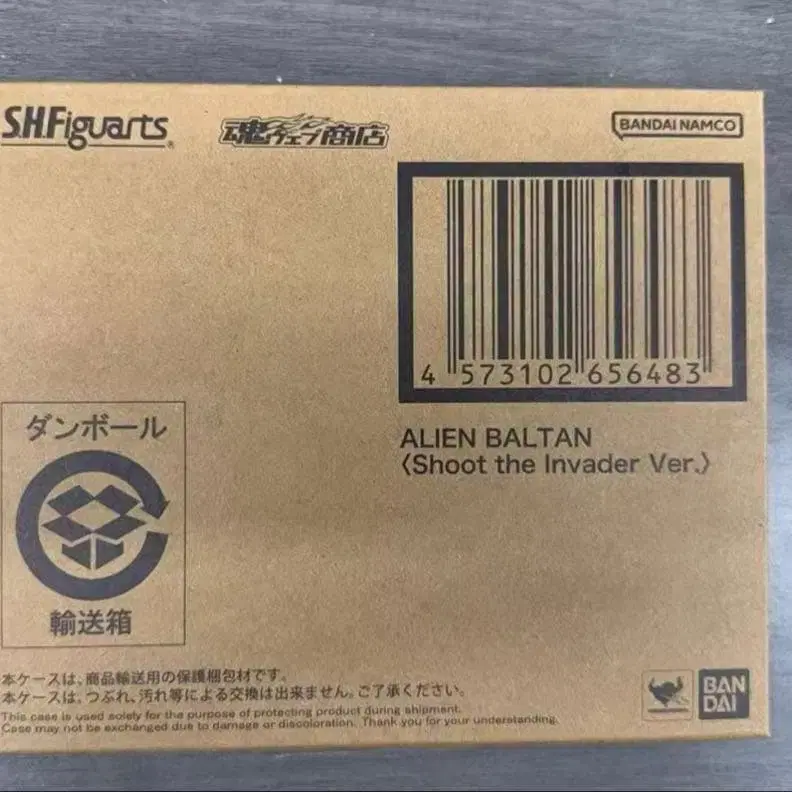 S.H.Figuarts
魂ウェブ商店
BANDAI NAMCO
4 573102 656483
ALIEN BALTAN
〈Shoot the Invader Ver.〉
ダンボール
輸送箱
本ケースは、商品輸送用の保護梱包材です。
本ケースは、つぶれ、汚れ等による交換は出来ません。ご了承ください。
This case is used solely for the purpose of protecting product during shipment.
Case may not be exchanged due to damage or discoloration. Thank you for your understanding.
BAN
DAI